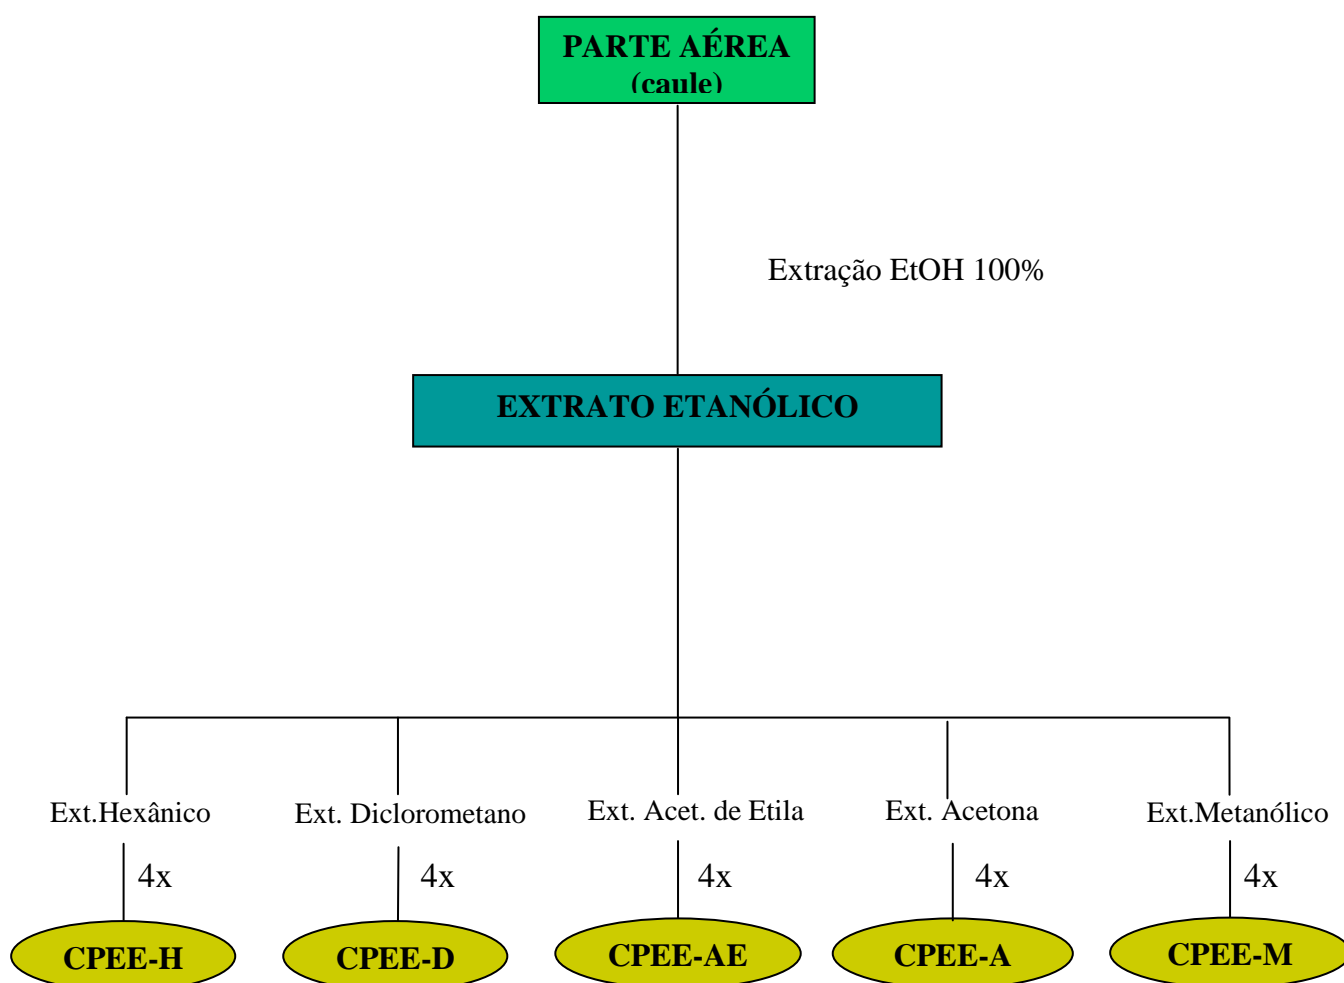 PARTE AÉREA
(caule)
Extração EtOH 100%
EXTRATO ETANÓLICO
Ext.Hexânico
Ext. Diclorometano
Ext. Acet. de Etila
Ext. Acetona
Ext.Metanólico
4x
4x
4x
4x
4x
CPEE-H
CPEE-D
CPEE-AE
CPEE-A
CPEE-M